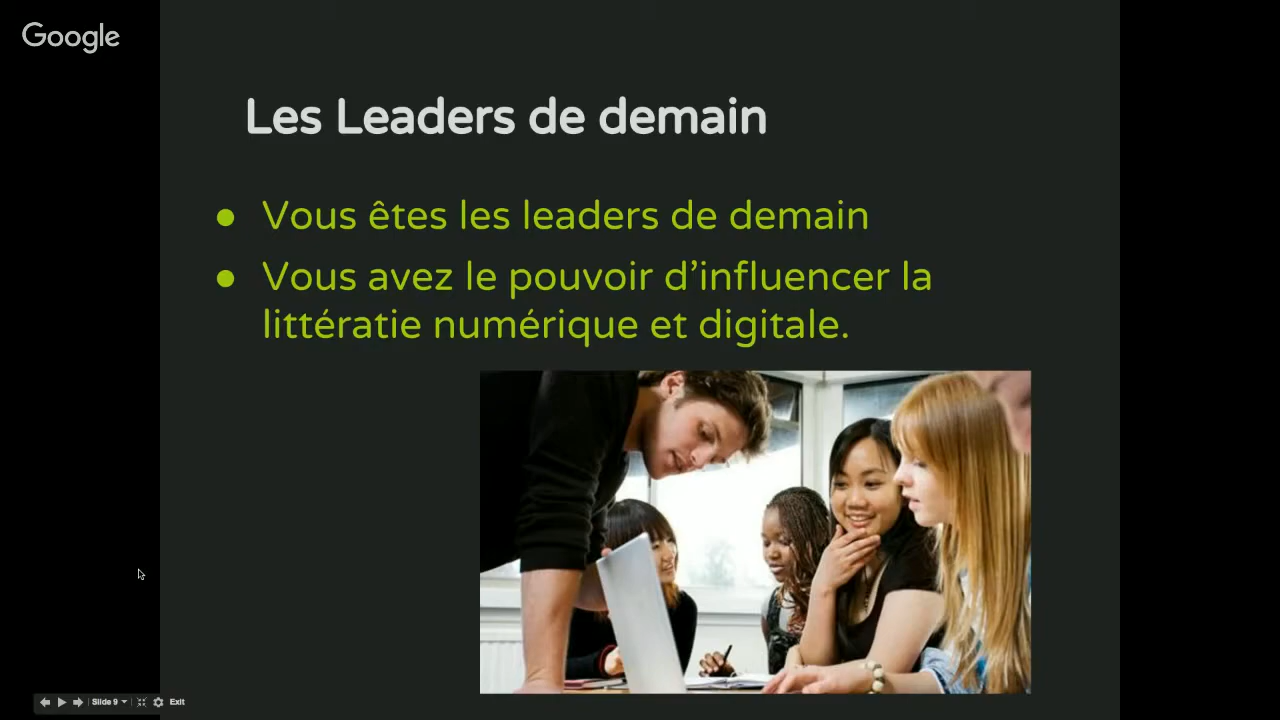 Google
Les Leaders de demain
● Vous êtes les leaders de demain
● Vous avez le pouvoir d’influencer la
littératie numérique et digitale.
Slide 9
Exit